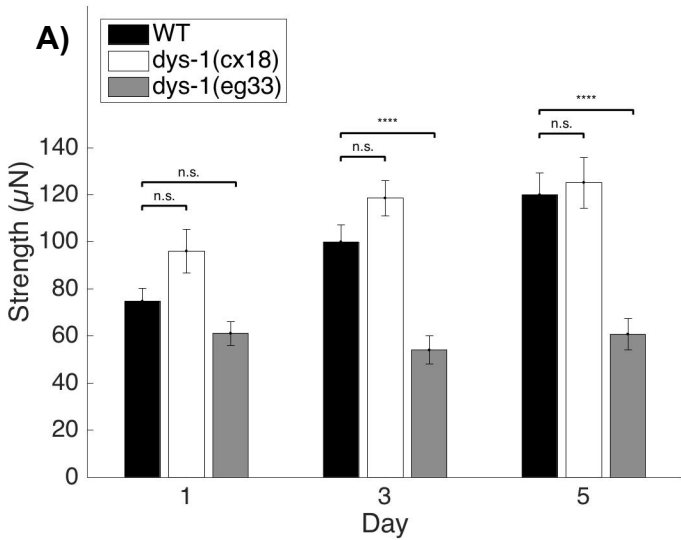 A)
WT
dys-1(cx18)
dys-1(eg33)
Strength (µN)
140
120
100
80
60
40
20
0
n.s.
n.s.
****
n.s.
****
n.s.
1
3
5
Day